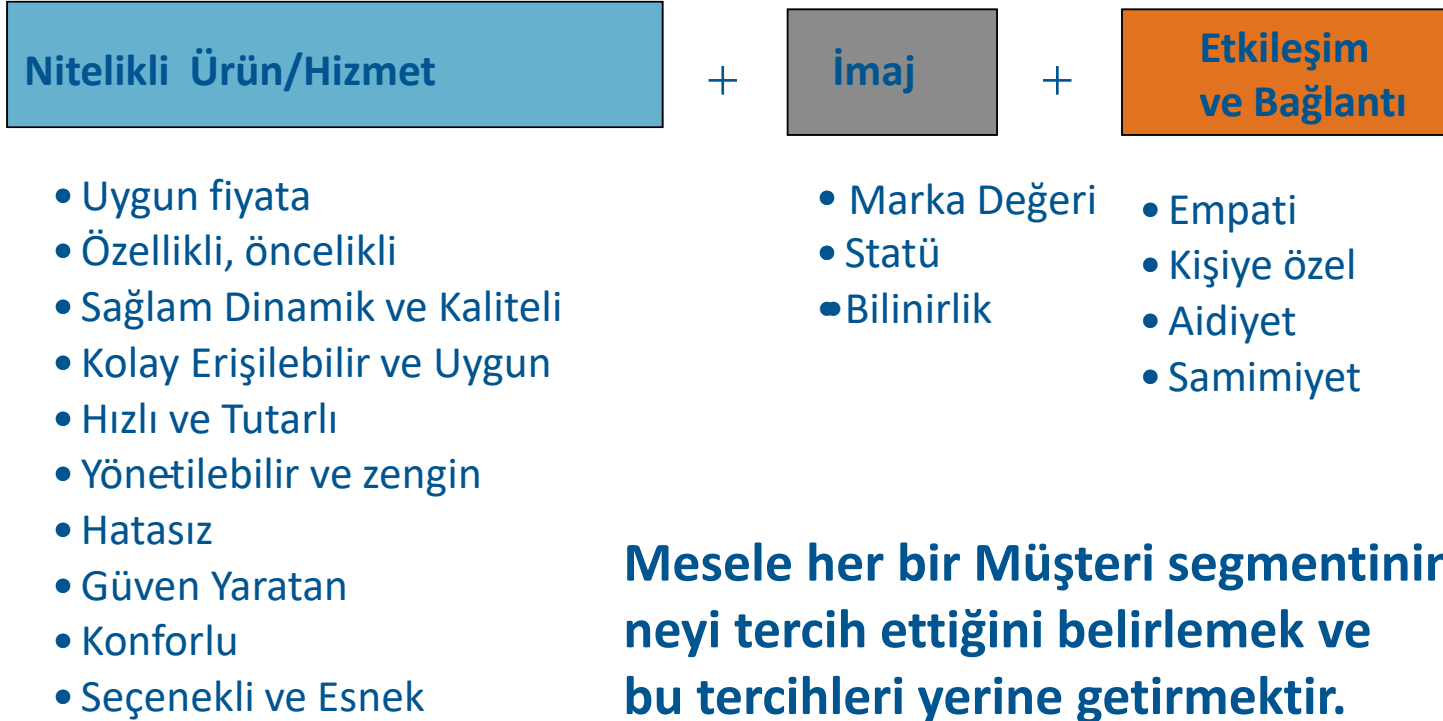 Nitelikli Ürün/Hizmet
+
İmaj
+
Etkileşim
ve Bağlantı
• Uygun fiyata
• Özellikli, öncelikli
• Sağlam Dinamik ve Kaliteli
• Kolay Erişilebilir ve Uygun
• Hızlı ve Tutarlı
• Yönetilebilir ve zengin
• Hatasız
• Güven Yaratan
• Konforlu
• Seçenekli ve Esnek
• Marka Değeri
• Statü
• Bilinirlik
• Empati
• Kişiye özel
• Aidiyet
• Samimiyet
Mesele her bir Müşteri segmentinin
neyi tercih ettiğini belirlemek ve
bu tercihleri yerine getirmektir.